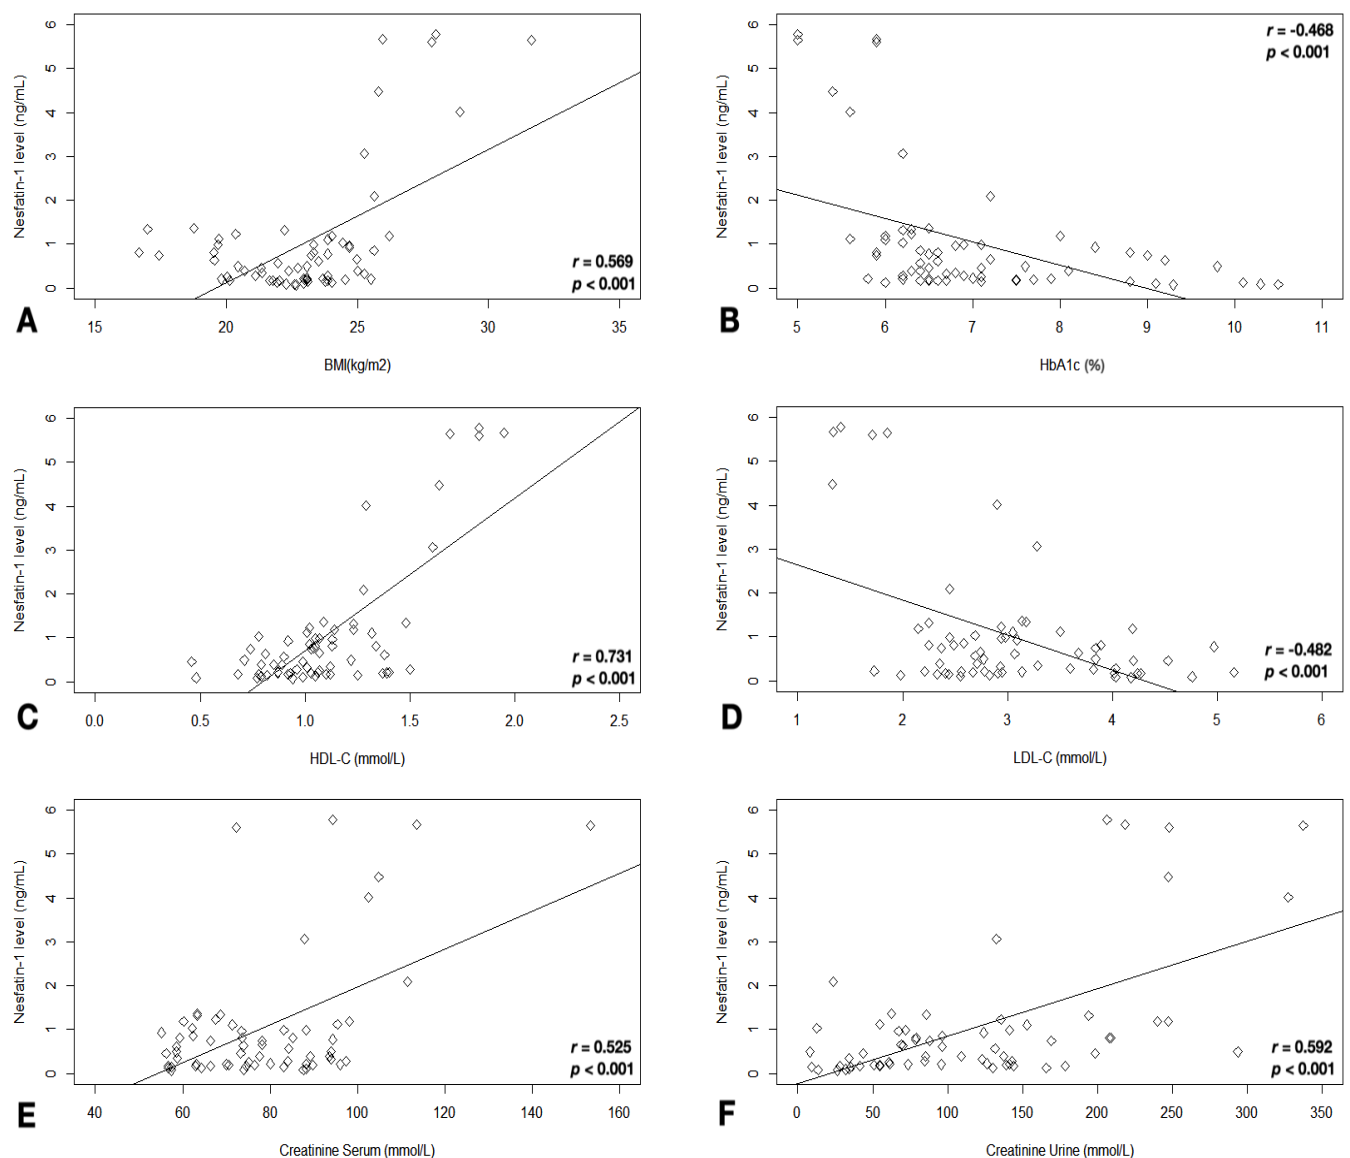 6
5
4
3
2
1
0
Nesfatin-1 level (ng/mL)
r = 0.569
p < 0.001
15 20 25 30 35
A
BMI(kg/m2)
6
5
4
3
2
1
0
Nesfatin-1 level (ng/mL)
r = -0.468
p < 0.001
5 6 7 8 9 10 11
B
HbA1c (%)
6
5
4
3
2
1
0
Nesfatin-1 level (ng/mL)
r = 0.731
p < 0.001
0.0 0.5 1.0 1.5 2.0 2.5
C
HDL-C (mmol/L)
6
5
4
3
2
1
0
Nesfatin-1 level (ng/mL)
r = -0.482
p < 0.001
1 2 3 4 5 6
D
LDL-C (mmol/L)
6
5
4
3
2
1
0
Nesfatin-1 level (ng/mL)
r = 0.525
p < 0.001
40 60 80 100 120 140 160
E
Creatinine Serum (mmol/L)
6
5
4
3
2
1
0
Nesfatin-1 level (ng/mL)
r = 0.592
p < 0.001
0 50 100 150 200 250 300 350
F
Creatinine Urine (mmol/L)